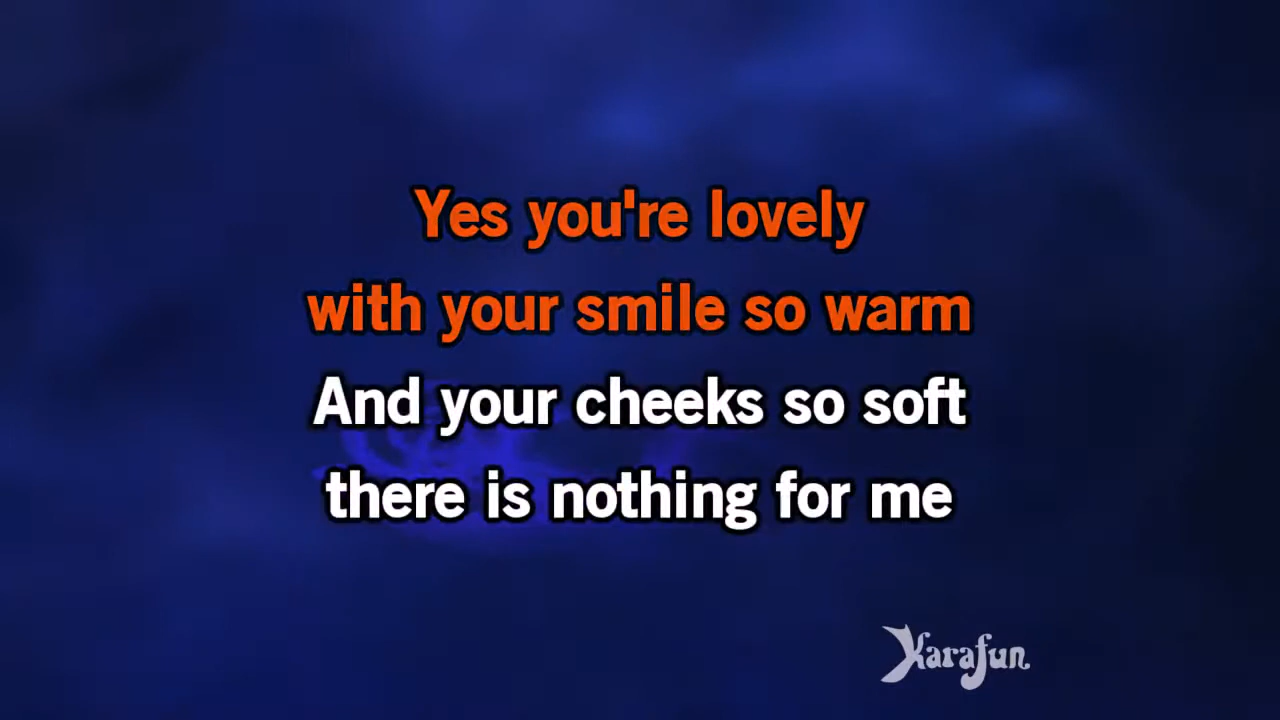 Yes you're lovely
with your smile so warm
And your cheeks so soft
there is nothing for me
Karafun